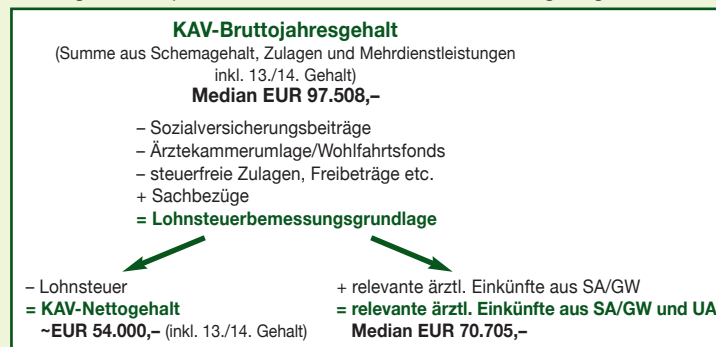 KAV-Bruttojahresgehalt
(Summe aus Schemagehalt, Zulagen und Mehrdienstleistungen
inkl. 13./14. Gehalt)
Median EUR 97.508,–
– Sozialversicherungsbeiträge
– Ärztekammerumlage/Wohlfahrtsfonds
– steuerfreie Zulagen, Freibeträge etc.
+ Sachbezüge
= Lohnsteuerbemessungsgrundlage
– Lohnsteuer
= KAV-Nettogehalt
~EUR 54.000,– (inkl. 13./14. Gehalt)
+ relevante ärztl. Einkünfte aus SA/GW
= relevante ärztl. Einkünfte aus SA/GW und UA
Median EUR 70.705,–